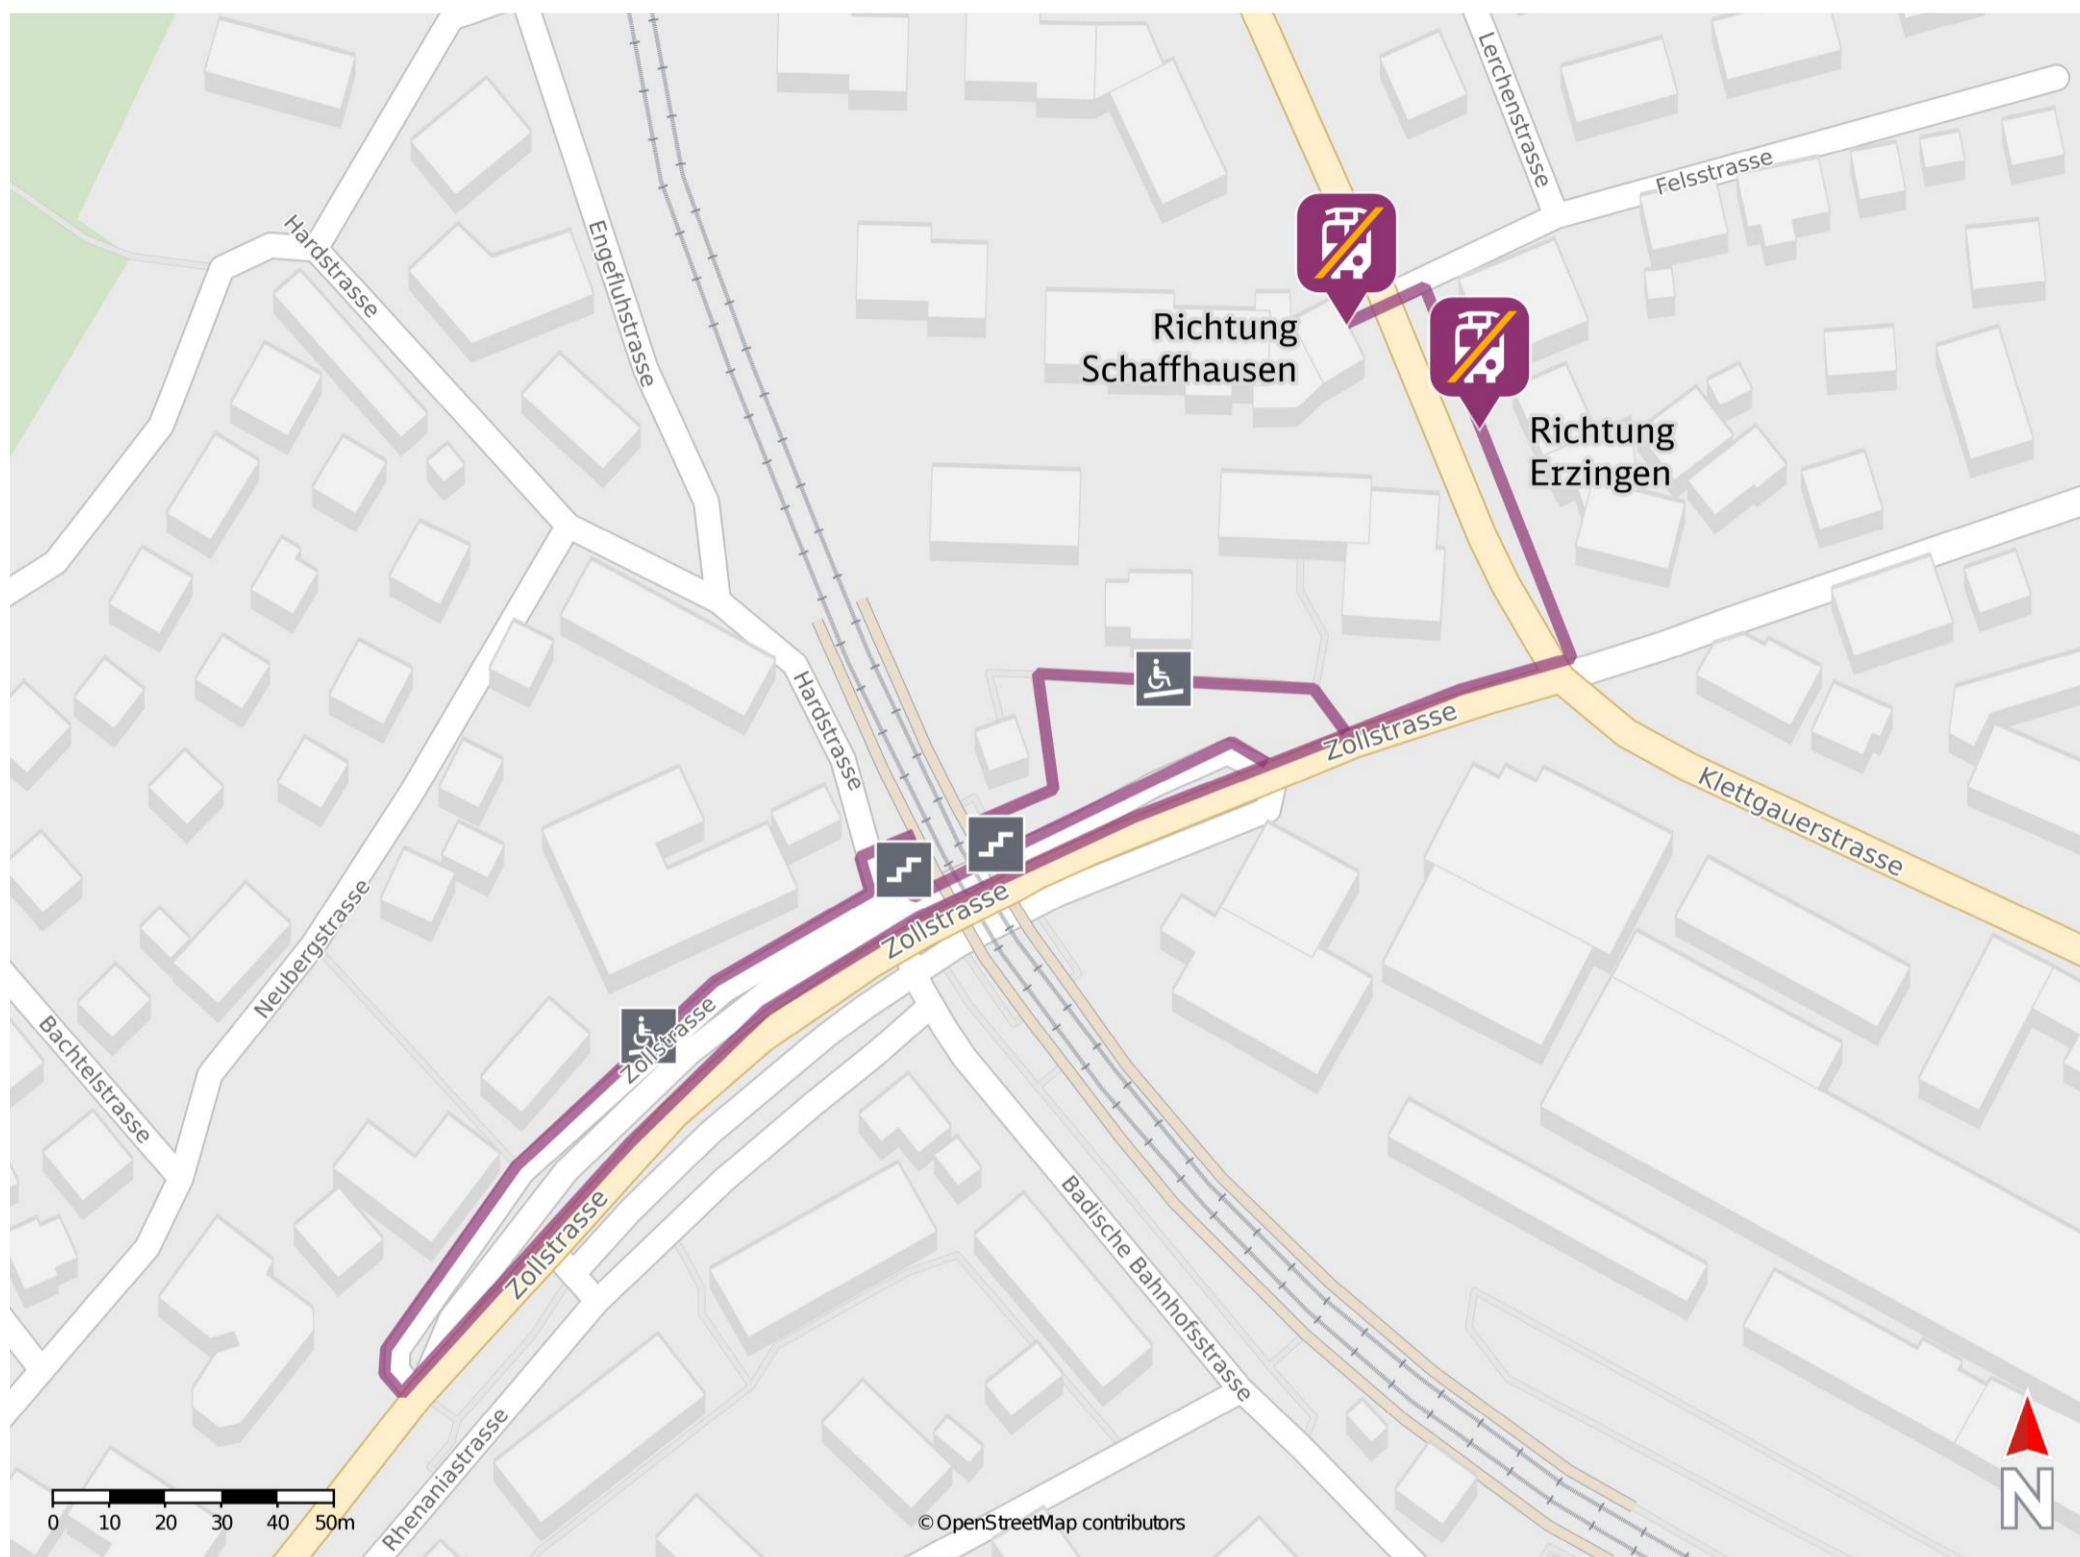 Lerchenstrasse
Felsstrasse
Hardstrasse
Engefluhstrasse
Richtung
Schaffhausen
Richtung
Erzingen
Hardstrasse
Zollstrasse
Klettgauerstrasse
Zollstrasse
Neubergstrasse
Zollstrasse
Bachtelstrasse
Zollstrasse
Badische Bahnhofsstrasse
Rhenaniastrasse
0 10 20 30 40 50m
© OpenStreetMap contributors
N